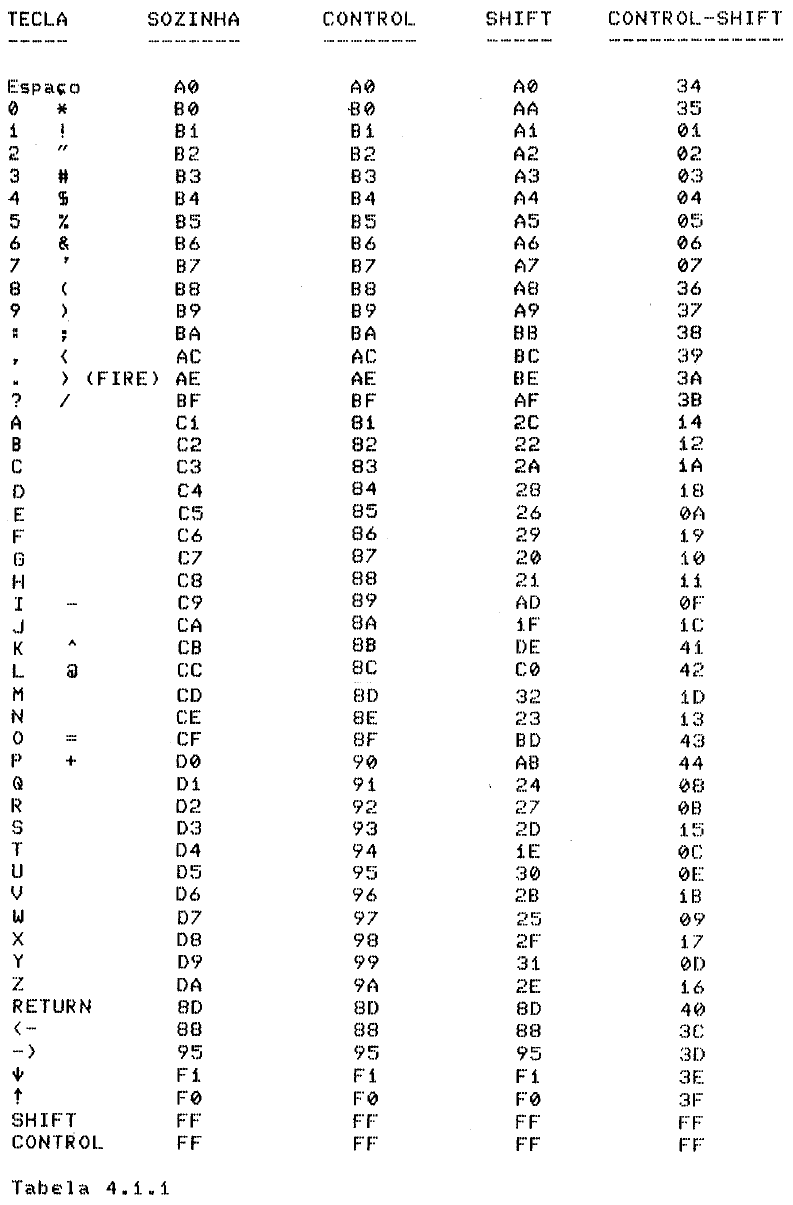 TECLA SOZINHA CONTROL SHIFT CONTROL-SHIFT
----- ------- ------- ----- -------------
Espaço A0 A0 A0 34
0 * B0 B0 AA 35
1 ! B1 B1 A1 01
2 " B2 B2 A2 02
3 # B3 B3 A3 03
4 $ B4 B4 A4 04
5 % B5 B5 A5 05
6 & B6 B6 A6 06
7 ' B7 B7 A7 07
8 ( B8 B8 A8 36
9 ) B9 B9 A9 37
: ; BA BA BB 38
, < AC AC BC 39
. > (FIRE) AE AE BE 3A
? / BF BF AF 3B
A C1 81 2C 14
B C2 82 22 12
C C3 83 2A 1A
D C4 84 28 18
E C5 85 26 0A
F C6 86 29 19
G C7 87 20 10
H C8 88 21 11
I - C9 89 AD 0F
J CA 8A 1F 1C
K ^ CB 8B DE 41
L @ CC 8C C0 42
M CD 8D 32 1D
N CE 8E 23 13
O = CF 8F BD 43
P + D0 90 AB 44
Q D1 91 24 08
R D2 92 27 0B
S D3 93 2D 15
T D4 94 1E 0C
U D5 95 30 0E
V D6 96 2B 1B
W D7 97 25 09
X D8 98 2F 17
Y D9 99 31 0D
Z DA 9A 2E 16
RETURN 8D 8D 8D 40
<- 88 88 88 3C
-> 95 95 95 3D
↓ F1 F1 F1 3E
↑ F0 F0 F0 3F
SHIFT FF FF FF FF
CONTROL FF FF FF FF
Tabela 4.1.1